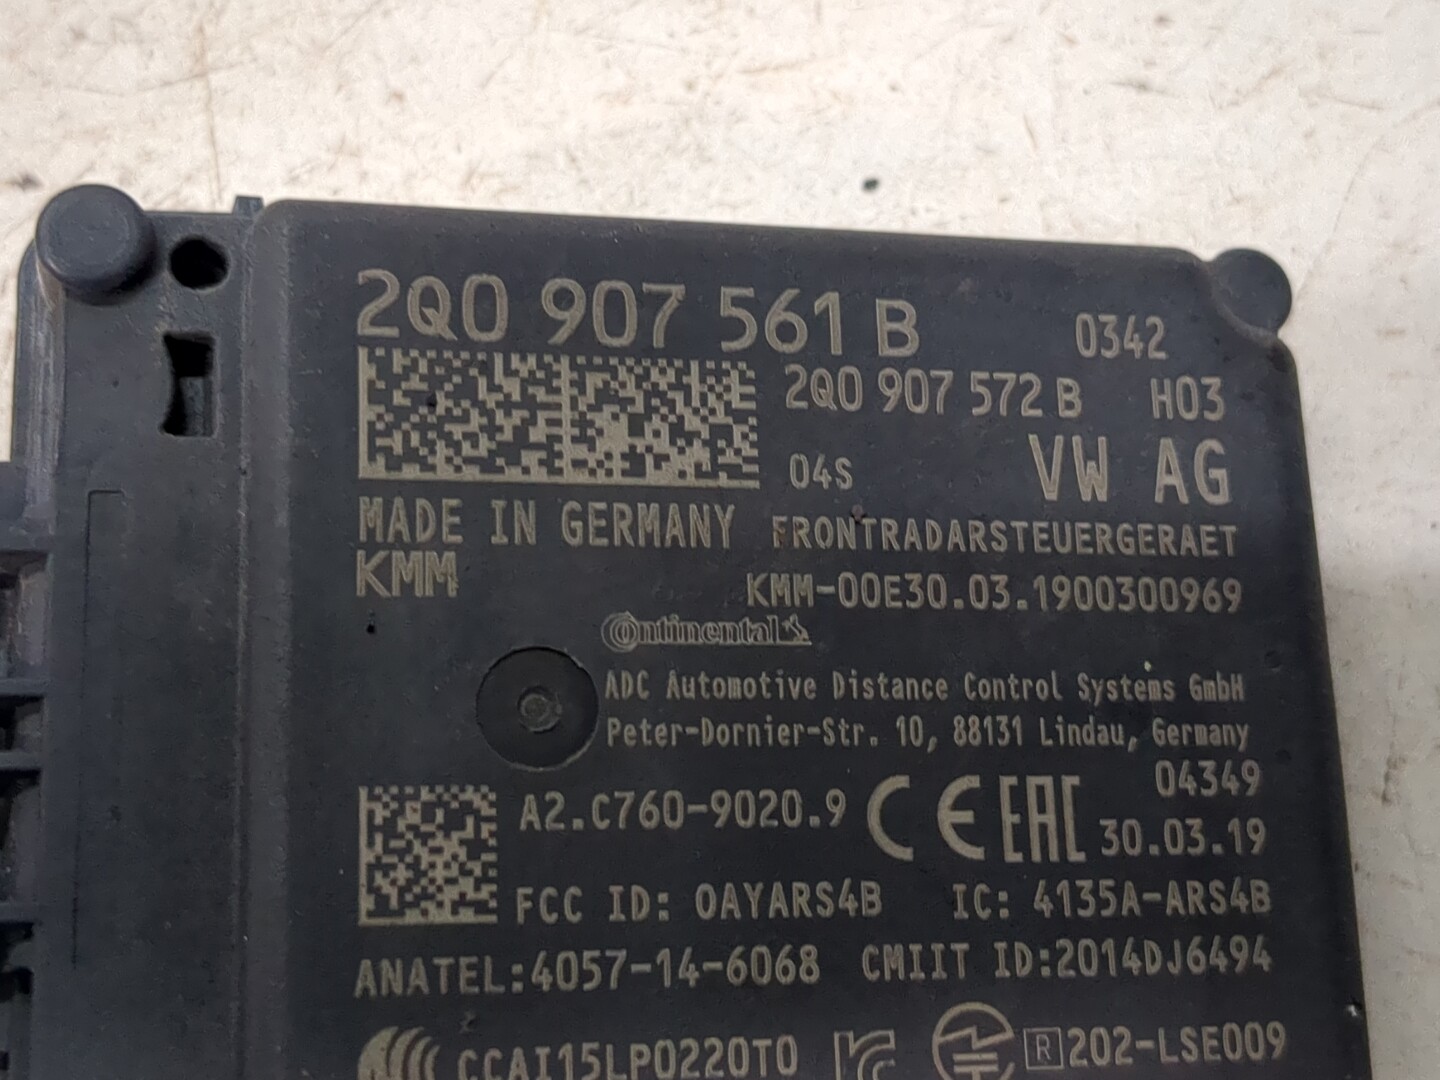 2Q0 907 561 B 0342
2Q0 907 572 B H03
04S VW AG
MADE IN GERMANY FRONTRADARSTEUERGERAET
KMM KMM-00E30.03.1900300969
Continental
ADC Automotive Distance Control Systems GmbH
Peter-Dornier-Str. 10, 88131 Lindau, Germany
04349
A2.C760-9020.9 CE EAC 30.03.19
FCC ID: OAYARS4B IC: 4135A-ARS4B
ANATEL:4057-14-6068 CMIIT ID:2014DJ6494
CCAI15LP0220T0 R 202-LSE009